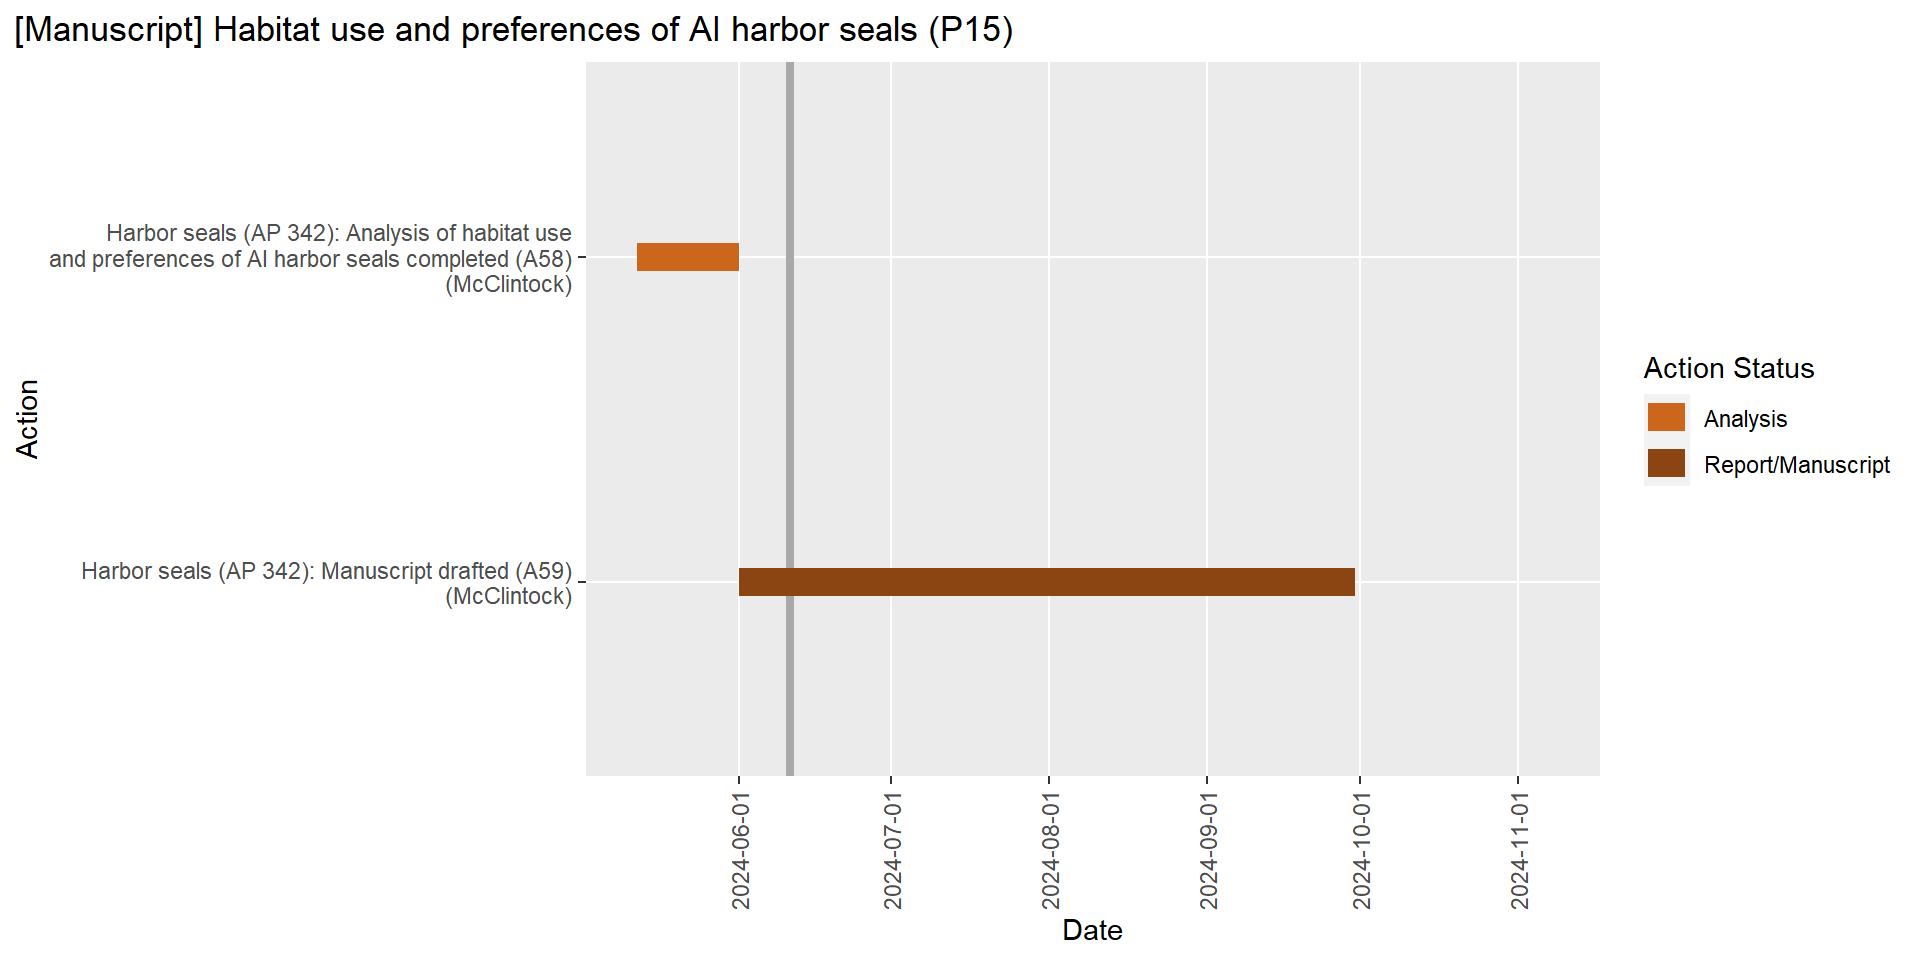 [Manuscript] Habitat use and preferences of AI harbor seals (P15)
Harbor seals (AP 342): Analysis of habitat use
and preferences of AI harbor seals completed (A58)
(McClintock)
Harbor seals (AP 342): Manuscript drafted (A59)
(McClintock)
Action
2024-06-01
2024-07-01
2024-08-01
2024-09-01
2024-10-01
2024-11-01
Date
Action Status
Analysis
Report/Manuscript